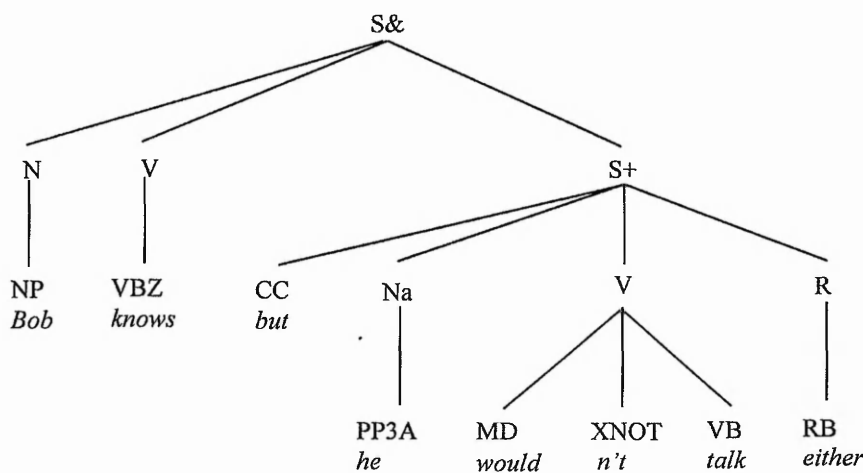 S&
N V S+
NP VBZ CC Na V R
Bob knows but
PP3A MD XNOT VB RB
he would n't talk either